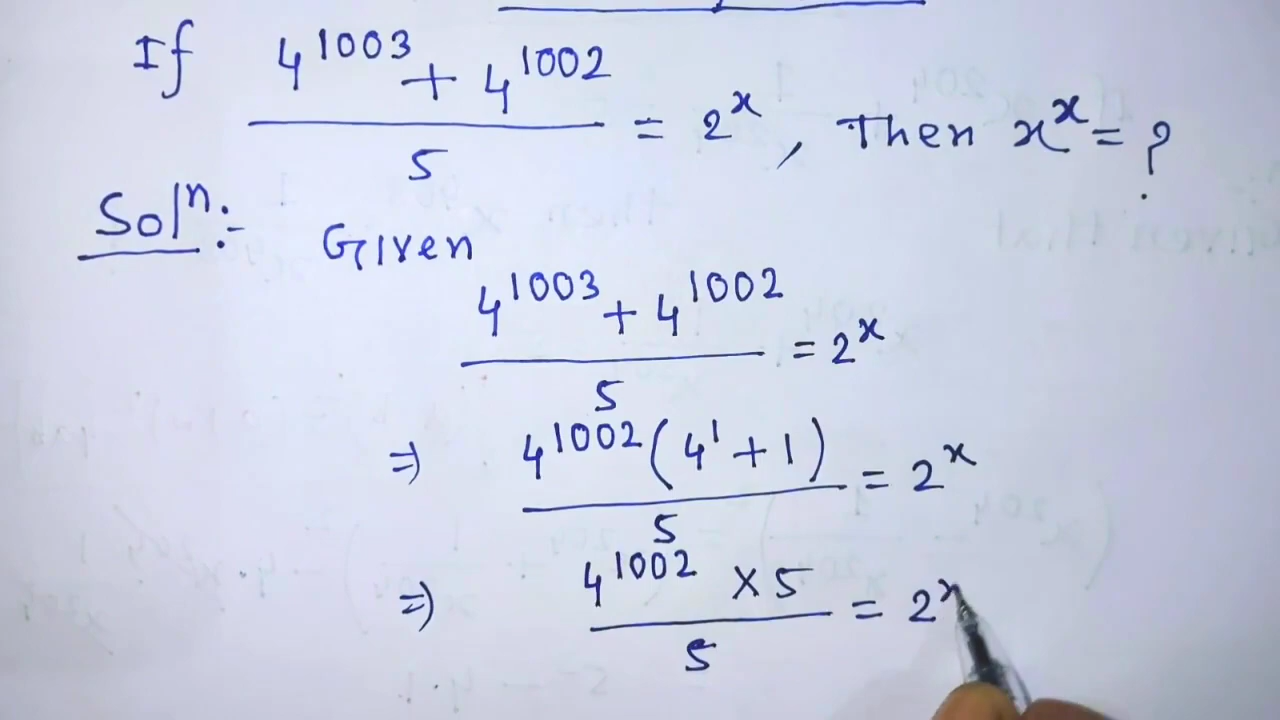 If (4^1003 + 4^1002)/5 = 2^x, Then x^x = ?
Solⁿ:- Given
(4^1003 + 4^1002)/5 = 2^x
⇒ (4^1002(4^1 + 1))/5 = 2^x
⇒ (4^1002 × 5)/5 = 2^x